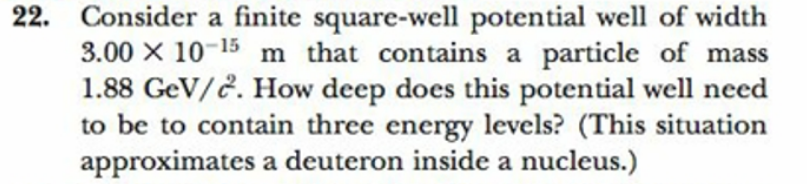 22. Consider a finite square-well potential well of width
3.00 × 10⁻¹⁵ m that contains a particle of mass
1.88 GeV/c². How deep does this potential well need
to be to contain three energy levels? (This situation
approximates a deuteron inside a nucleus.)